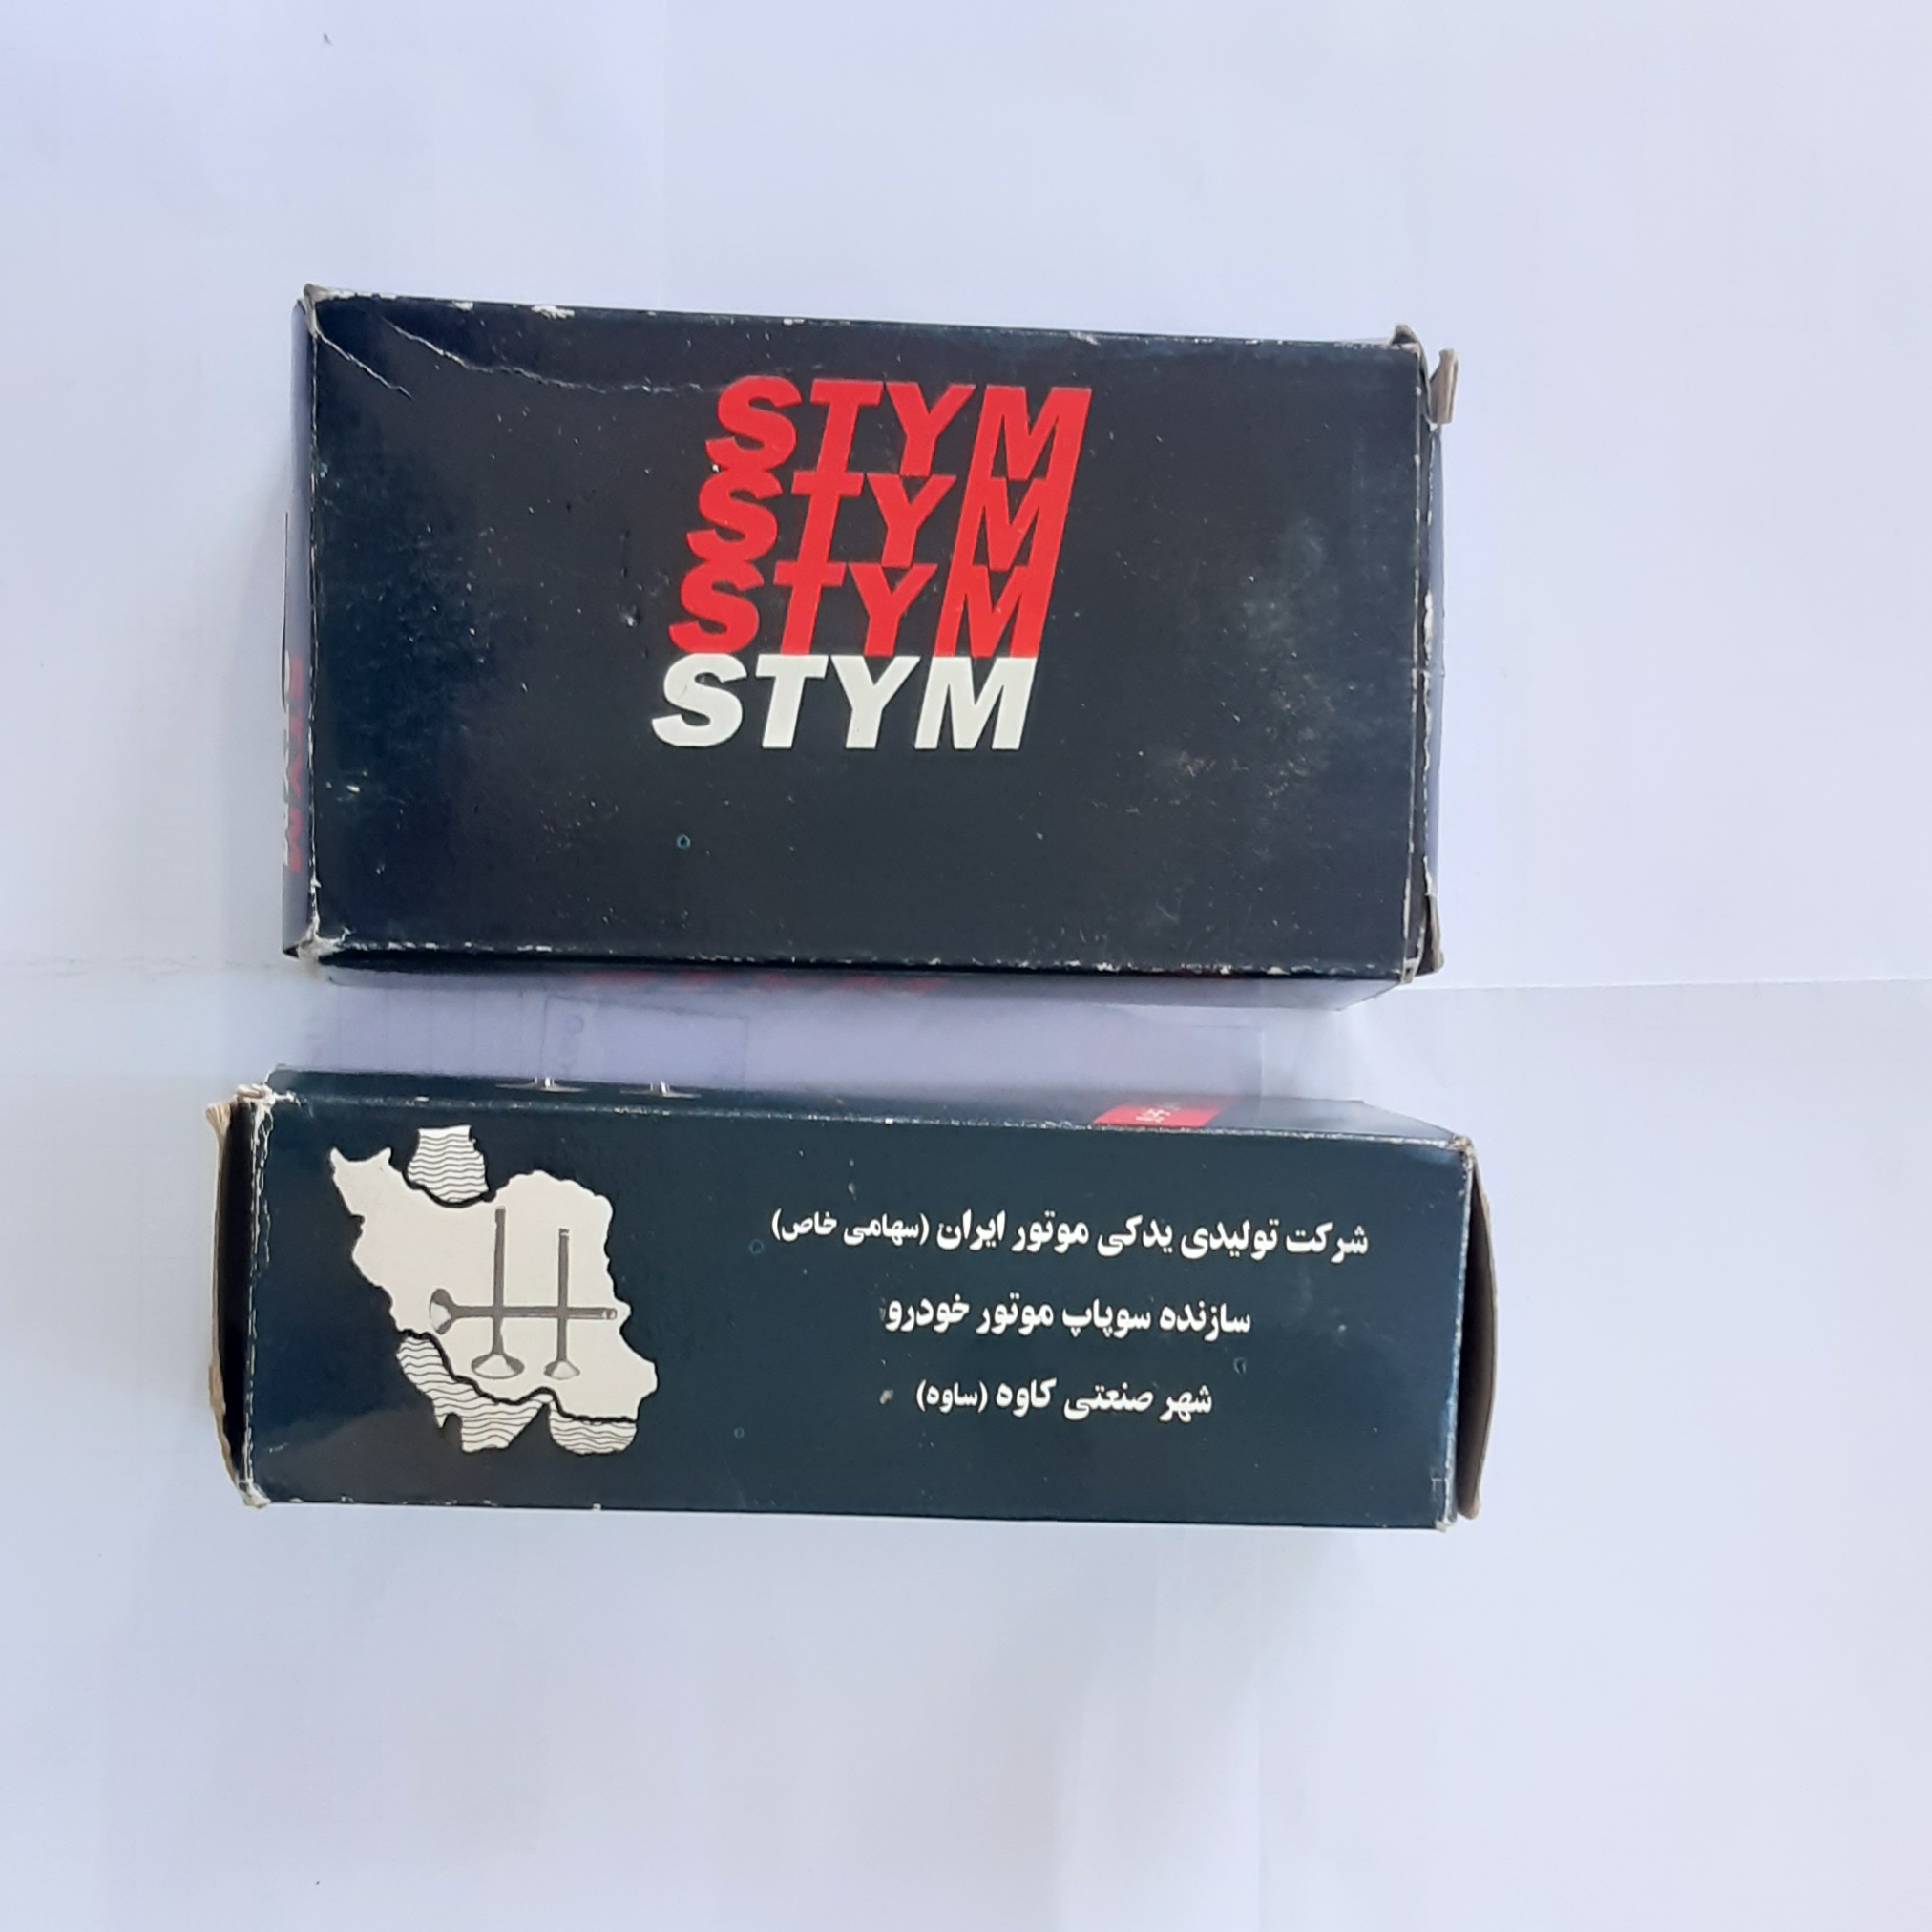 STYM
STYM
STYM
STYM
شرکت تولیدی یدکی موتور ایران (سهامی خاص)
سازنده سوپاپ موتور خودرو
شهر صنعتی کاوه (ساوه)